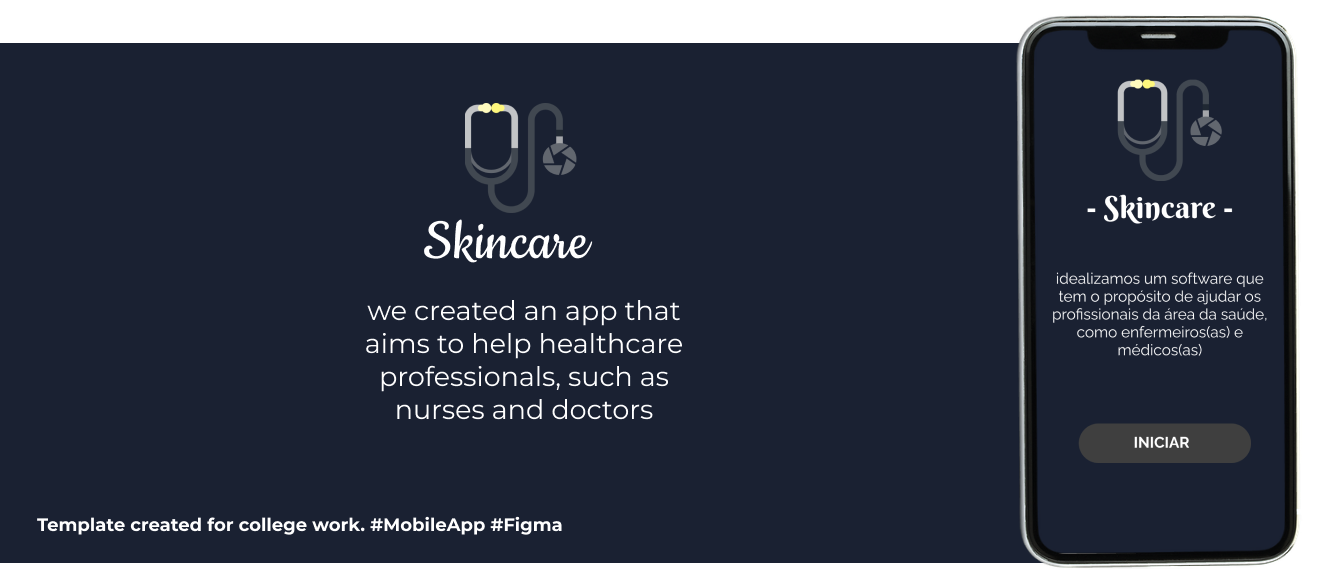 Skincare
we created an app that
aims to help healthcare
professionals, such as
nurses and doctors
Template created for college work. #MobileApp #Figma
- Skincare -
idealizamos um software que
tem o propósito de ajudar os
profissionais da área da saúde,
como enfermeiros(as) e
médicos(as)
INICIAR